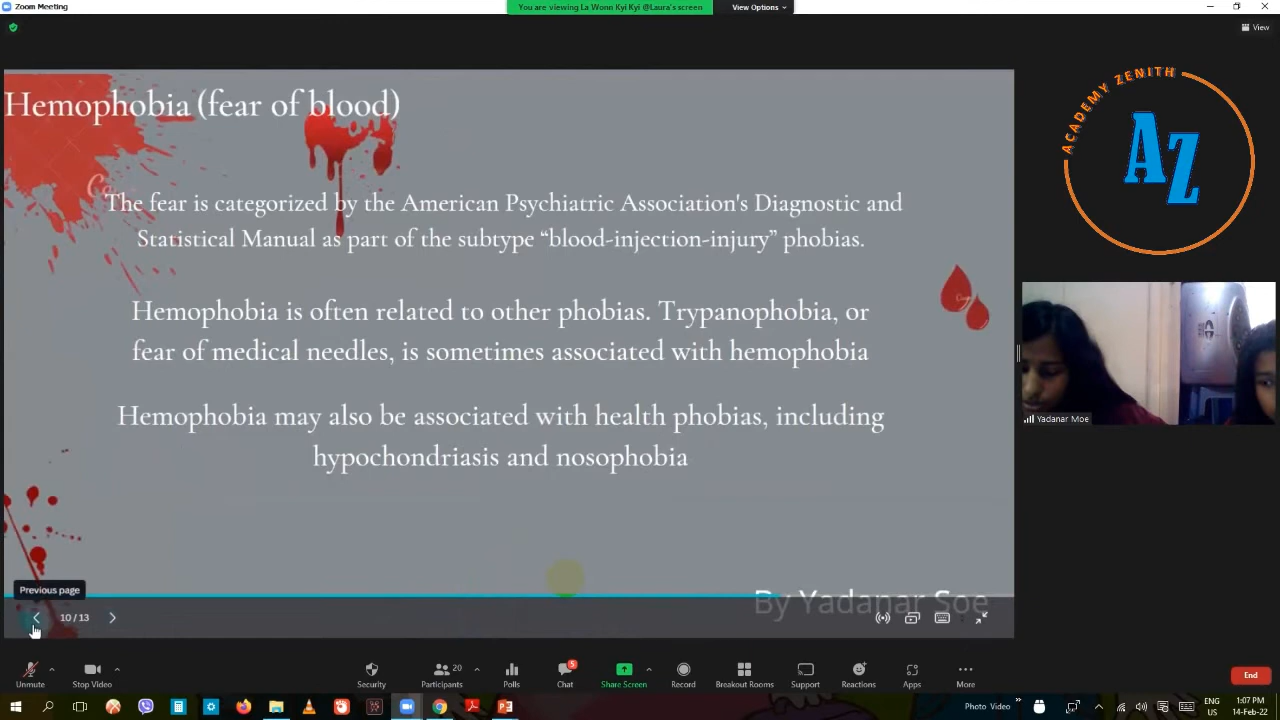 Zoom Meeting
You are viewing La Wonn Kyi Kyi @Laura's screen
View Options
View
Hemophobia (fear of blood)
The fear is categorized by the American Psychiatric Association's Diagnostic and
Statistical Manual as part of the subtype “blood-injection-injury” phobias.
Hemophobia is often related to other phobias. Trypanophobia, or
fear of medical needles, is sometimes associated with hemophobia
Hemophobia may also be associated with health phobias, including
hypochondriasis and nosophobia
By Yadanar Soe
Previous page
10 / 13
ACADEMY ZENITH
AZ
Yadanar Moe
Unmute
Stop Video
Security
20
Participants
Polls
5
Chat
Share Screen
Record
Breakout Rooms
Support
Reactions
Apps
More
End
Photo Video
ENG
US
1:07 PM
14-Feb-22